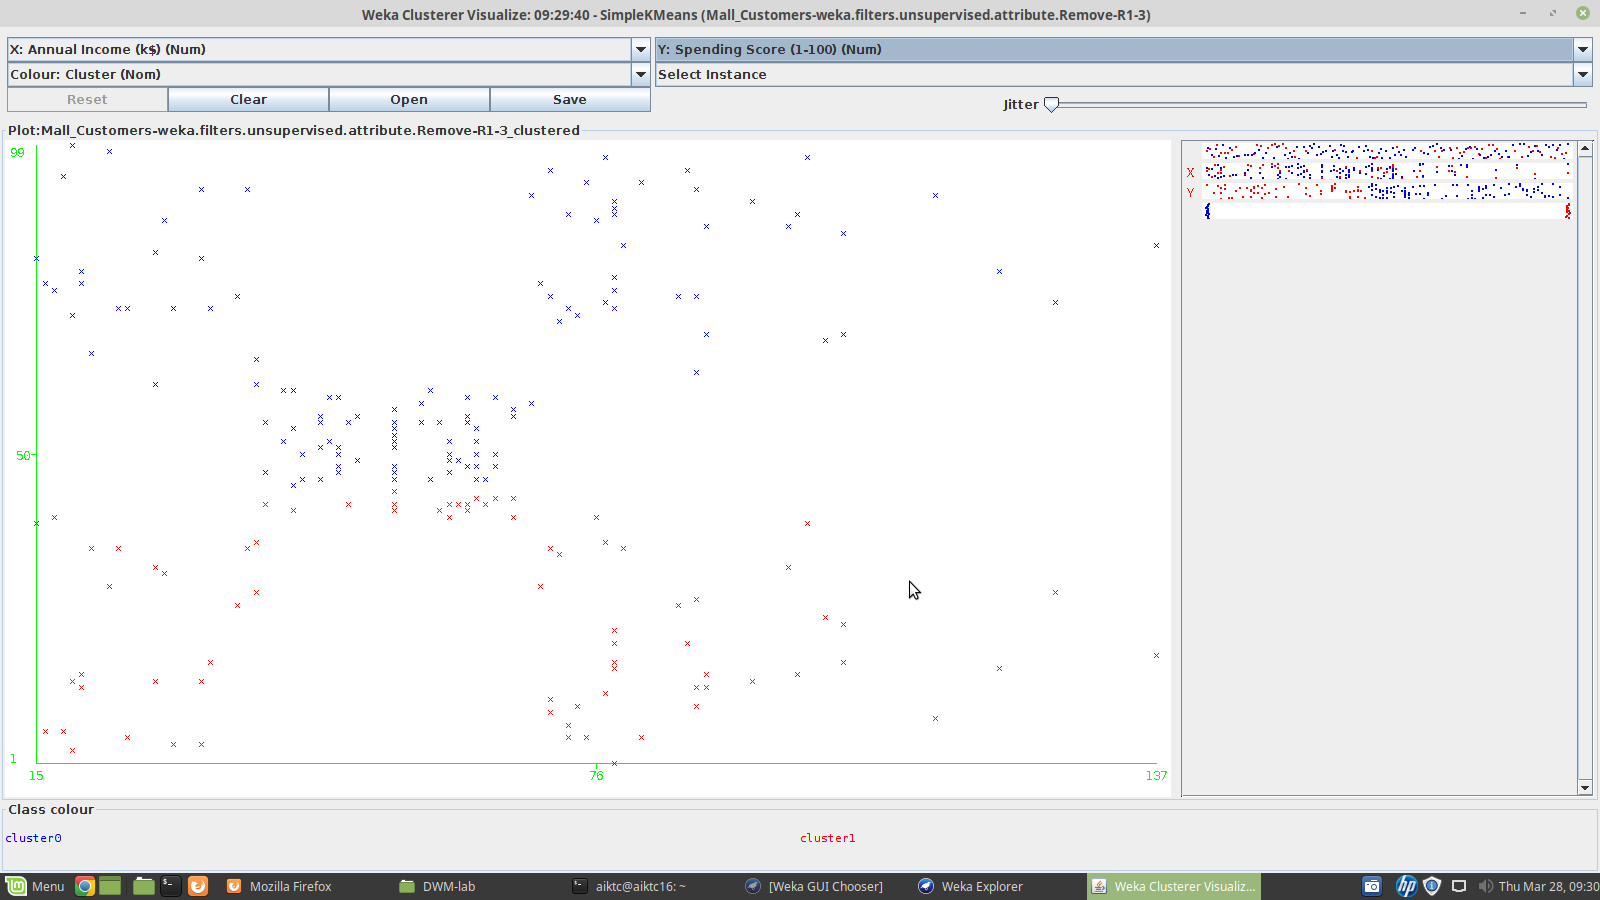 Weka Clusterer Visualize: 09:29:40 - SimpleKMeans (Mall_Customers-weka.filters.unsupervised.attribute.Remove-R1-3)
X: Annual Income (k$) (Num)
Y: Spending Score (1-100) (Num)
Colour: Cluster (Nom)
Select Instance
Reset
Clear
Open
Save
Jitter
Plot:Mall_Customers-weka.filters.unsupervised.attribute.Remove-R1-3_clustered
99
50
1
15
76
137
X
Y
Class colour
cluster0
cluster1
Menu
Mozilla Firefox
DWM-lab
aiktc@aiktc16: ~
[Weka GUI Chooser]
Weka Explorer
Weka Clusterer Visualiz...
hp
Thu Mar 28, 09:30